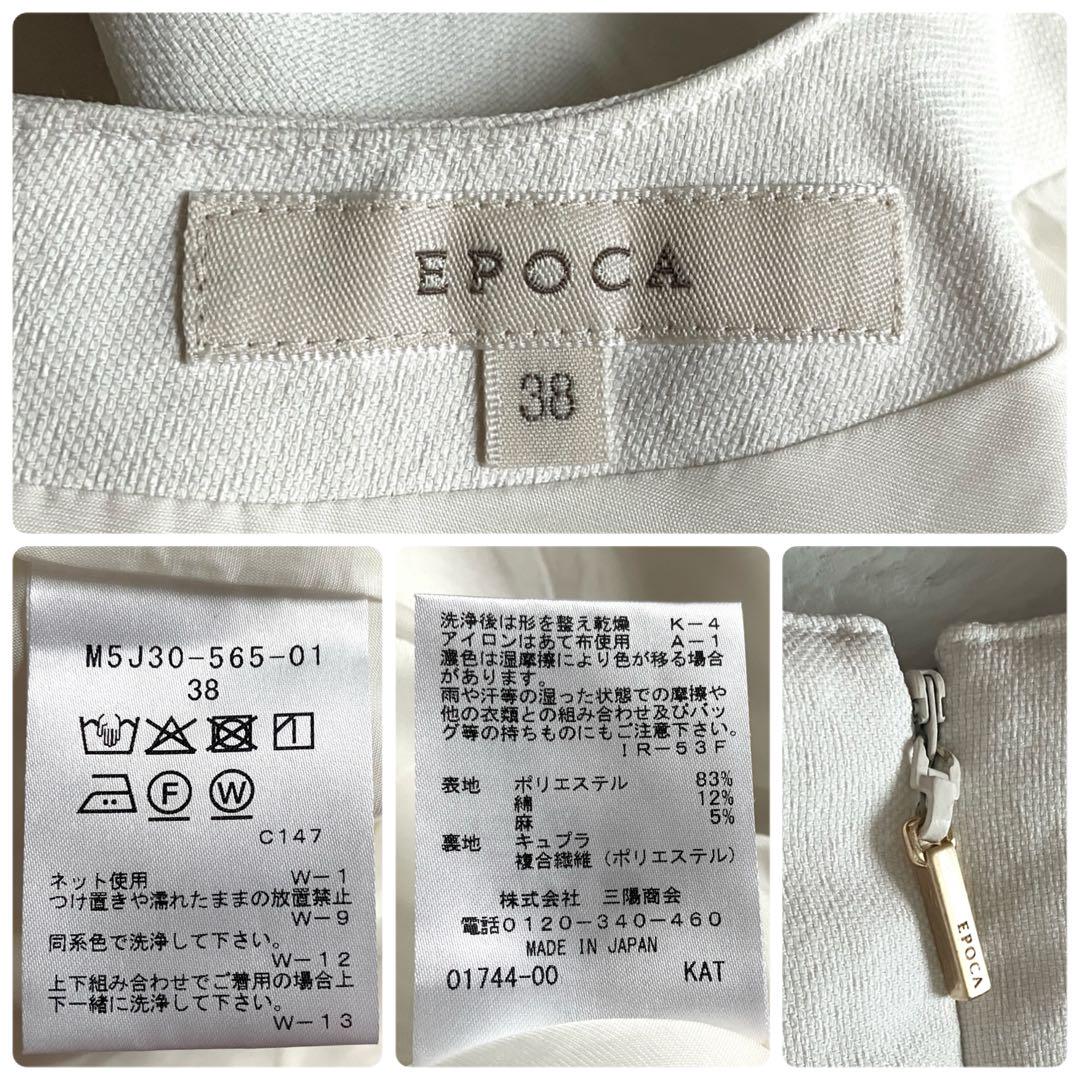 EPOCA
38
M5J30-565-01
38
F W
C147
ネット使用 W-1
つけ置きや濡れたままの放置禁止
W-9
同系色で洗浄して下さい。
W-12
上下組み合わせでご着用の場合上
下一緒に洗浄して下さい。
W-13
洗浄後は形を整え乾燥 K-4
アイロンはあて布使用 A-1
濃色は湿摩擦により色が移る場合
があります。
雨や汗等の湿った状態での摩擦や
他の衣類との組み合わせ及びバッ
グ等の持ちものにもご注意下さい。
IR-53F
表地 ポリエステル 83%
綿 12%
麻 5%
裏地 キュプラ
複合繊維(ポリエステル)
株式会社 三陽商会
電話0120-340-460
MADE IN JAPAN
01744-00 KAT
EPOCA